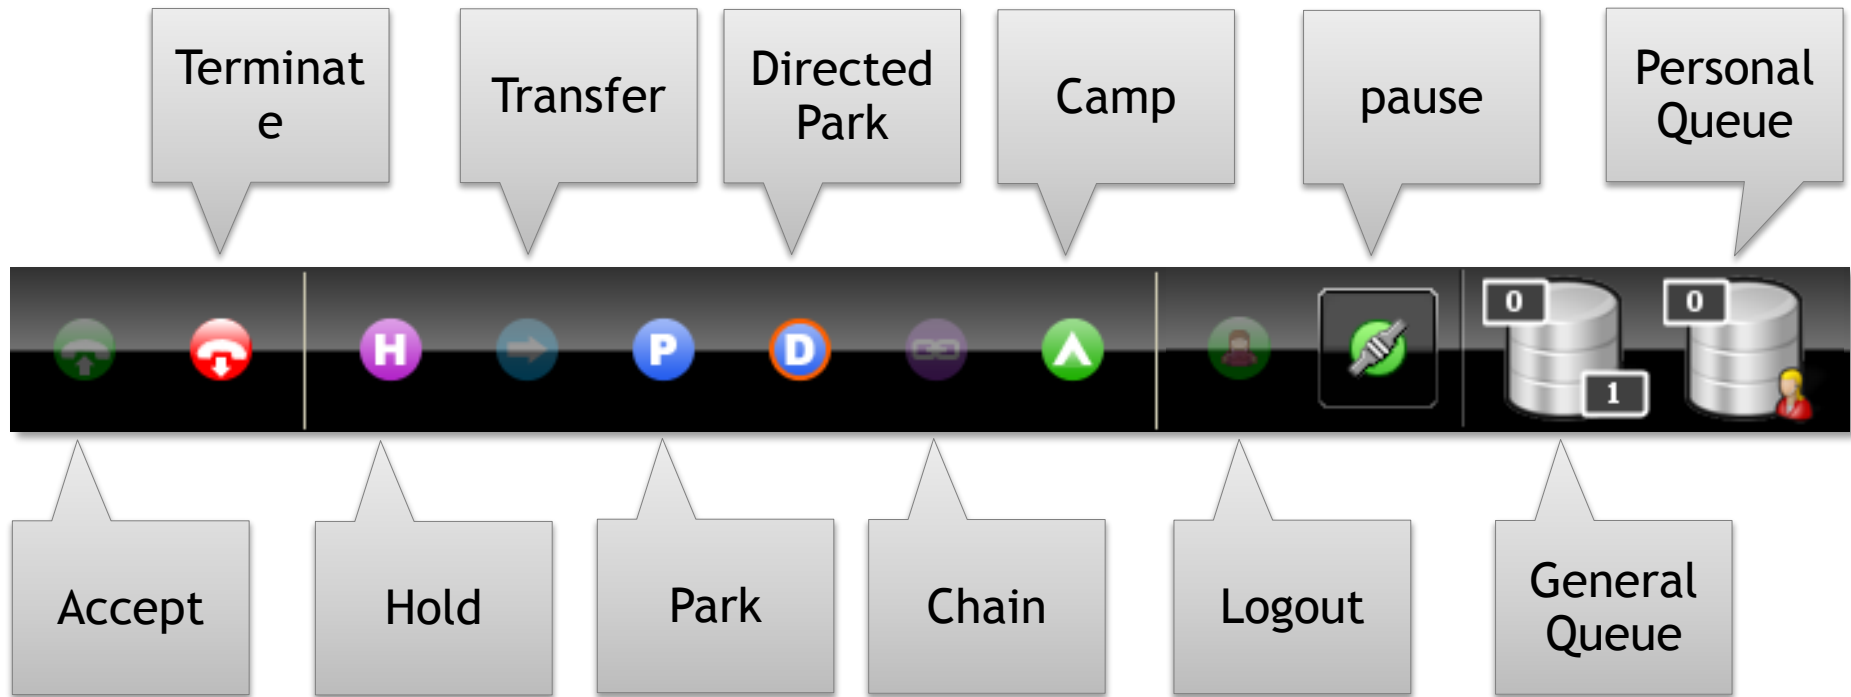 Terminat
e
Transfer
Directed
Park
Camp
pause
Personal
Queue
H
P
D
0
1
0
Accept
Hold
Park
Chain
Logout
General
Queue